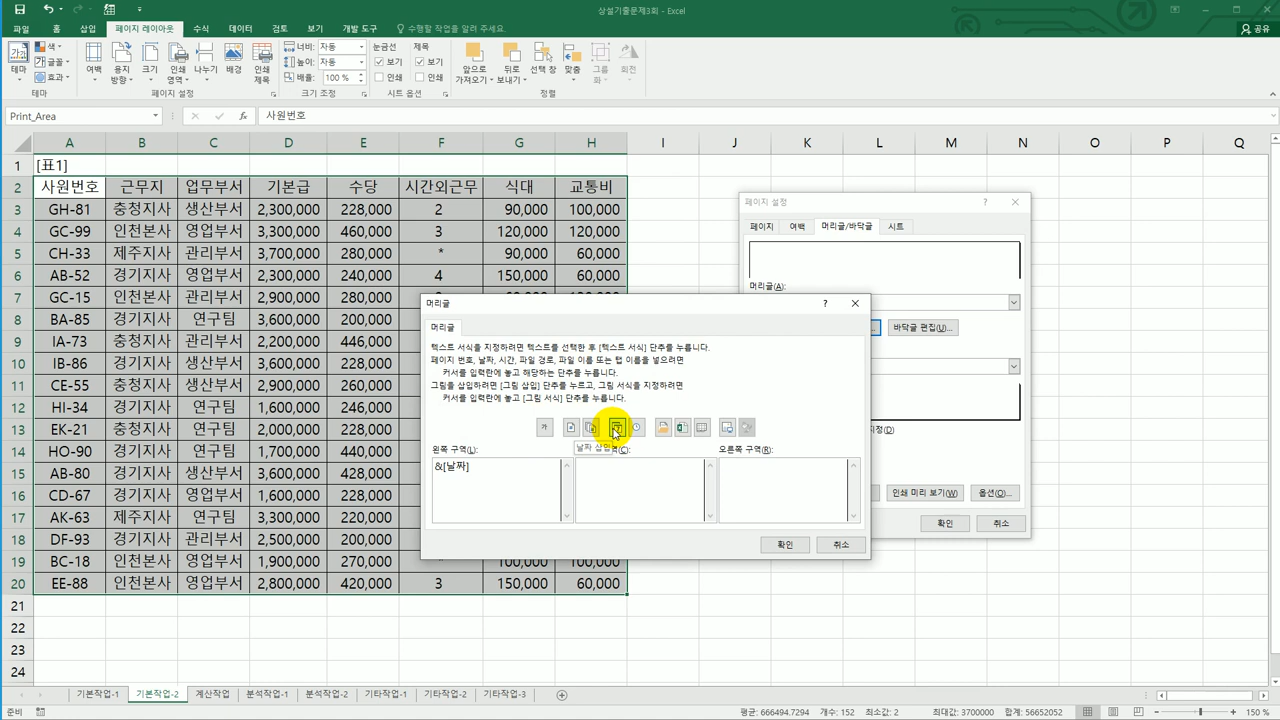 상설기출문제3회 - Excel
파일 홈 삽입 페이지 레이아웃 수식 데이터 검토 보기 개발 도구 수행할 작업을 알려 주세요. 공유
테마 색 글꼴 효과
여백 용지 방향 크기 인쇄 영역 나누기 배경 인쇄 제목
너비: 자동
높이: 자동
배율: 100 %
눈금선 제목
보기 보기
인쇄 인쇄
앞으로 가져오기 뒤로 보내기 선택 창 맞춤 그룹화 회전
테마 페이지 설정 크기 조정 시트 옵션 정렬
Print_Area fx 사원번호
A B C D E F G H I J K L M N O P Q
1 [표1]
2 사원번호 근무지 업무부서 기본급 수당 시간외근무 식대 교통비
3 GH-81 충청지사 생산부서 2,300,000 228,000 2 90,000 100,000
4 GC-99 인천본사 영업부서 3,300,000 460,000 3 120,000 120,000
5 CH-33 제주지사 관리부서 3,700,000 280,000 * 90,000 60,000
6 AB-52 경기지사 영업부서 2,300,000 240,000 4 150,000 60,000
7 GC-15 인천본사 관리부서 2,900,000 280,000
8 BA-85 경기지사 연구팀 3,600,000 200,000
9 IA-73 충청지사 관리부서 2,200,000 446,000
10 IB-86 경기지사 영업부서 3,600,000 228,000
11 CE-55 충청지사 생산부서 2,900,000 260,000
12 HI-34 경기지사 연구팀 1,600,000 246,000
13 EK-21 충청지사 연구팀 2,000,000 228,000
14 HO-90 경기지사 연구팀 1,700,000 440,000
15 AB-80 경기지사 생산부서 3,600,000 428,000
16 CD-67 경기지사 영업부서 1,600,000 228,000
17 AK-63 제주지사 연구팀 3,300,000 220,000
18 DF-93 경기지사 관리부서 2,500,000 200,000
19 BC-18 인천본사 영업부서 1,900,000 270,000 * 100,000 100,000
20 EE-88 인천본사 영업부서 2,800,000 420,000 3 150,000 60,000
21
22
23
24
페이지 설정 ?
페이지 여백 머리글/바닥글 시트
머리글(A):
바닥글 편집(U)...
인쇄 미리 보기(W) 옵션(O)...
확인 취소
머리글 ?
머리글
텍스트 서식을 지정하려면 텍스트를 선택한 후 [텍스트 서식] 단추를 누릅니다.
페이지 번호, 날짜, 시간, 파일 경로, 파일 이름 또는 탭 이름을 넣으려면
커서를 입력란에 놓고 해당하는 단추를 누릅니다.
그림을 삽입하려면 [그림 삽입] 단추를 누르고, 그림 서식을 지정하려면
커서를 입력란에 놓고 [그림 서식] 단추를 누릅니다.
가
날짜 삽입
왼쪽 구역(L): 오른쪽 구역(R):
&[날짜]
확인 취소
기본작업-1 기본작업-2 계산작업 분석작업-1 분석작업-2 기타작업-1 기타작업-2 기타작업-3
준비 평균: 666494.7294 개수: 152 최소값: 2 최대값: 3700000 합계: 56652052 150 %